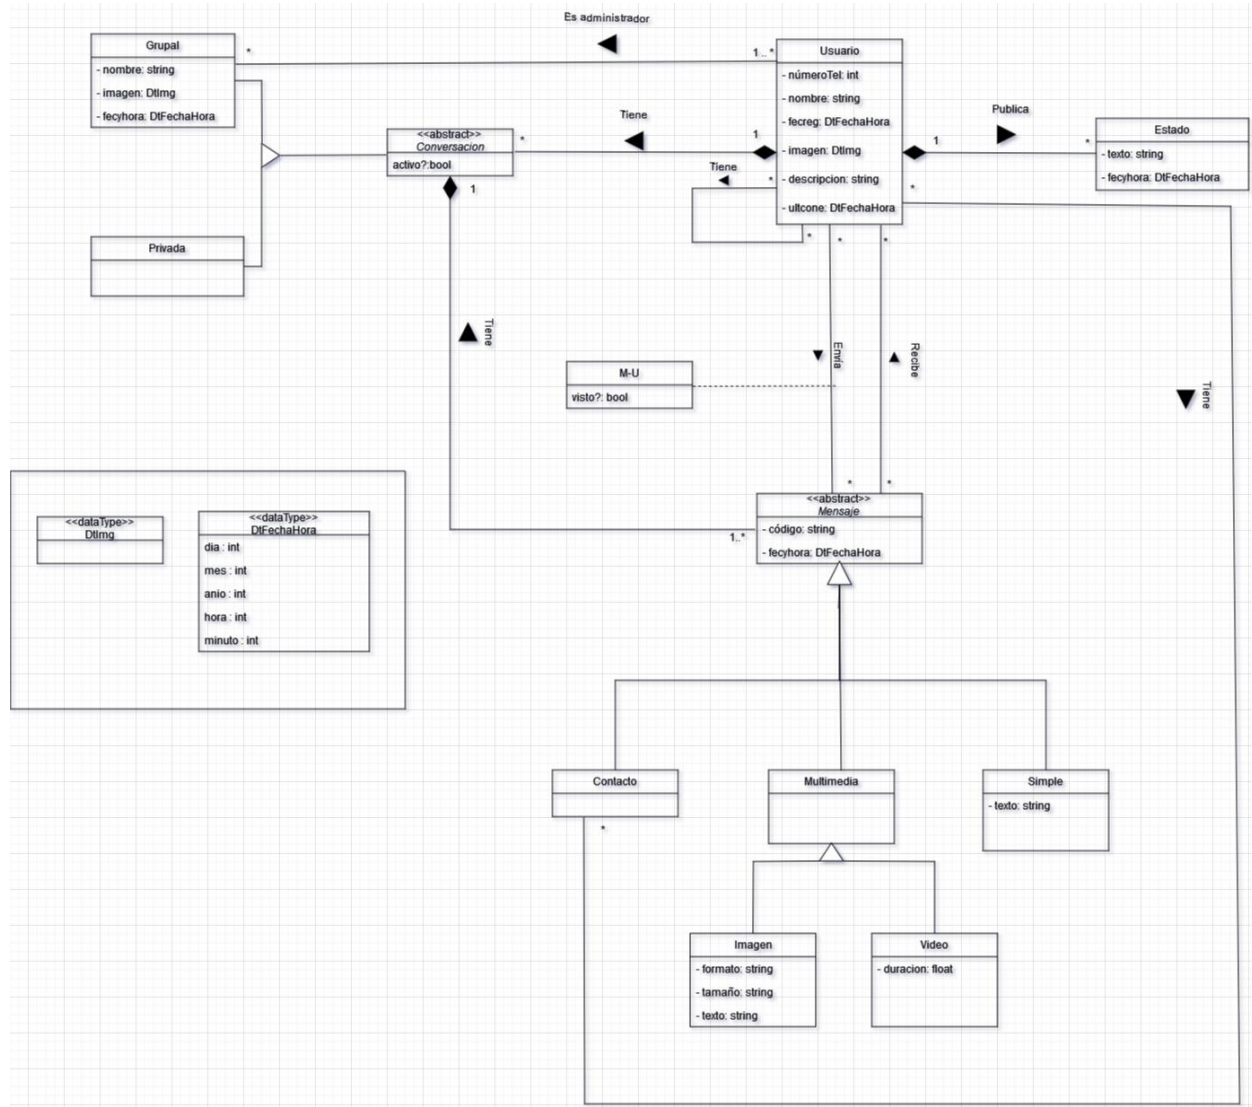 Es administrador
Grupal
- nombre: string
- imagen: DtImg
- fecyhora: DtFechaHora
*
1..*
Usuario
- númeroTel: int
- nombre: string
- fecreg: DtFechaHora
- imagen: DtImg
- descripcion: string
- ultcone: DtFechaHora
Tiene
*
1
<<abstract>>
Conversacion
activo?:bool
1
Publica
1
*
Estado
- texto: string
- fecyhora: DtFechaHora
Tiene
*
*
*
*
*
Privada
Tiene
Envía
Recibe
Tiene
M-U
visto?: bool
*
*
<<abstract>>
Mensaje
- código: string
- fecyhora: DtFechaHora
1..*
<<dataType>>
DtImg
<<dataType>>
DtFechaHora
dia : int
mes : int
anio : int
hora : int
minuto : int
Contacto
*
Multimedia
Simple
- texto: string
Imagen
- formato: string
- tamaño: string
- texto: string
Video
- duracion: float